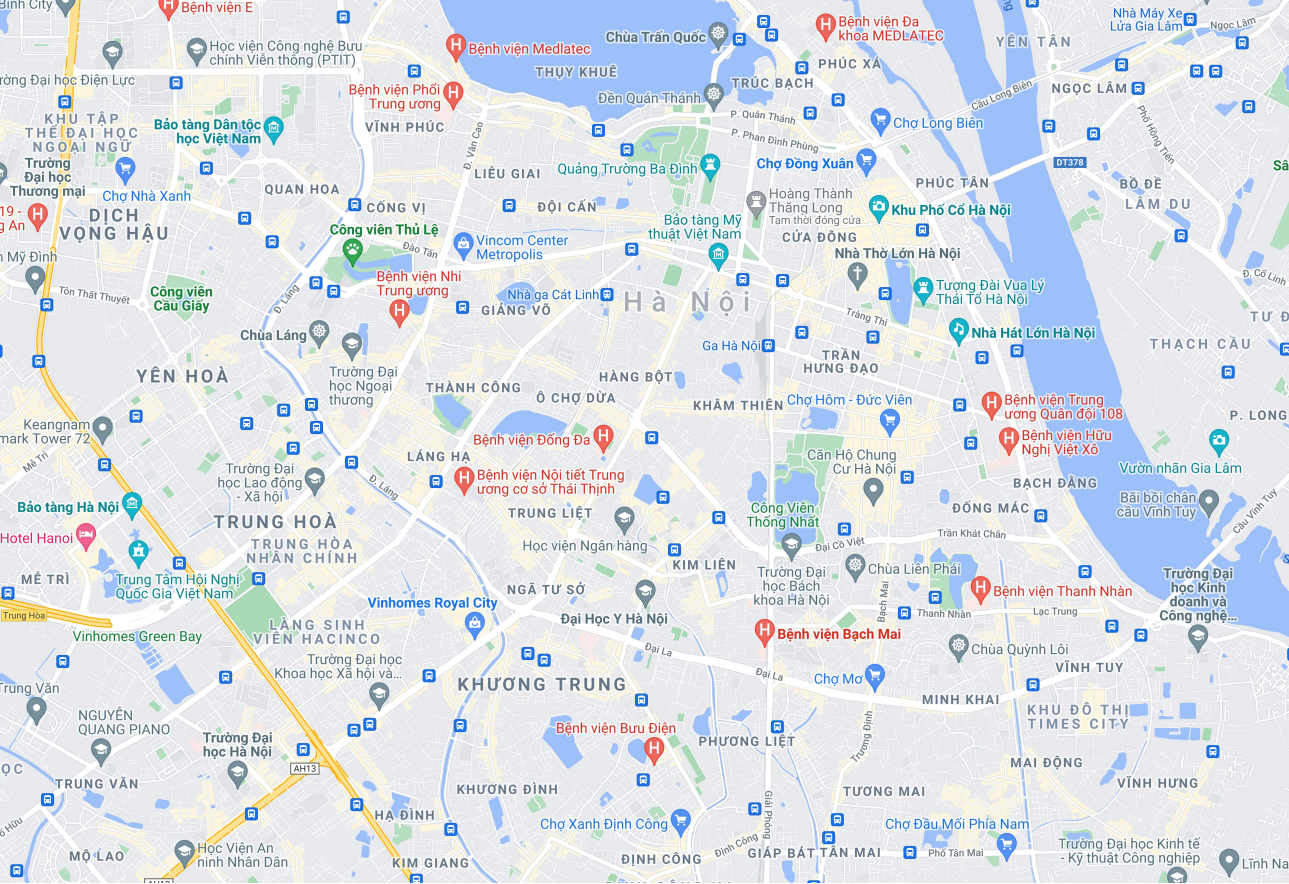 Bệnh viện E
Học viện Công nghệ Bưu
chính Viễn thông (PTIT)
Bệnh viện Medlatec
THỤY KHUÊ
Chùa Trấn Quốc
Bệnh viện Đa
khoa MEDLATEC
YÊN TÂN
Nhà Máy Xe
Lửa Gia Lâm
Ngọc Lâm
PHÚC XÁ
TRÚC BẠCH
NGỌC LÂM
Cầu Long Biên
Đại học Điện Lực
Bệnh viện Phổi
Trung ương
Đền Quán Thánh
P. Quán Thánh
P. Phan Đình Phùng
Chợ Long Biên
Phố Hồng Tiến
KHU TẬP
THỂ ĐẠI HỌC
NGOẠI NGỮ
Bảo tàng Dân tộc
học Việt Nam
VĨNH PHÚC
Đ. Văn Cao
Trường
Đại học
Thương mại
Chợ Nhà Xanh
LIỄU GIAI
Quảng Trường Ba Đình
Chợ Đồng Xuân
DT378
QUAN HOA
CỐNG VỊ
ĐỘI CẤN
Hoàng Thành
Thăng Long
Tạm thời đóng cửa
PHÚC TÂN
BỒ ĐỀ
LÂM DU
Khu Phố Cổ Hà Nội
19 -
DỊCH
VỌNG HẬU
Công viên Thủ Lệ
Đào Tấn
Vincom Center
Metropolis
Bảo tàng Mỹ
thuật Việt Nam
CỬA ĐÔNG
Nhà Thờ Lớn Hà Nội
Mỹ Đình
Bệnh viện Nhi
Trung ương
Tôn Thất Thuyết
Công viên
Cầu Giấy
Đ. Láng
Nhà ga Cát Linh
GIẢNG VÕ
Hà Nội
Tượng Đài Vua Lý
Thái Tổ Hà Nội
Đ. Cổ Linh
Chùa Láng
Tràng Thi
Nhà Hát Lớn Hà Nội
THẠCH CẦU
Ga Hà Nội
TRẦN
HƯNG ĐẠO
YÊN HOÀ
Trường Đại
học Ngoại
thương
THÀNH CÔNG
HÀNG BỘT
Ô CHỢ DỪA
KHÂM THIÊN
Chợ Hôm - Đức Viên
Bệnh viện Trung
ương Quân đội 108
P. LONG
Keangnam
mark Tower 72
Mễ Trì
Bệnh viện Đống Đa
Bệnh viện Hữu
Nghị Việt Xô
LÁNG HẠ
Căn Hộ Chung
Cư Hà Nội
Vườn nhãn Gia Lâm
Trường Đại
học Lao động
- Xã hội
Đ. Láng
Bệnh viện Nội tiết Trung
ương cơ sở Thái Thịnh
BẠCH ĐẰNG
Bãi bồi chân
cầu Vĩnh Tuy
Cầu Vĩnh Tuy
Bảo tàng Hà Nội
TRUNG LIỆT
Công Viên
Thống Nhất
ĐỐNG MÁC
TRUNG HOÀ
TRUNG HÒA
NHÂN CHÍNH
Hotel Hanoi
Học viện Ngân hàng
Đại Cồ Việt
Trần Khát Chân
KIM LIÊN
Chùa Liên Phái
MỄ TRÌ
Trung Tâm Hội Nghị
Quốc Gia Việt Nam
NGÃ TƯ SỞ
Trường Đại
học Bách
khoa Hà Nội
Bạch Mai
Bệnh viện Thanh Nhàn
Trường Đại
học Kinh
doanh và
Công nghệ...
Trung Hòa
Vinhomes Royal City
Đại Học Y Hà Nội
Thanh Nhàn
Lạc Trung
Vinhomes Green Bay
LÀNG SINH
VIÊN HACINCO
Bệnh viện Bạch Mai
Đại La
Chùa Quỳnh Lôi
VĨNH TUY
Trường Đại học
Khoa học Xã hội và...
KHƯƠNG TRUNG
Đại La
Chợ Mơ
MINH KHAI
Trung Văn
KHU ĐÔ THỊ
TIMES CITY
NGUYÊN
QUANG PIANO
Bệnh viện Bưu Điện
Trương Định
PHƯƠNG LIỆT
Trường Đại
học Hà Nội
AH13
MAI ĐỘNG
TRUNG VĂN
KHƯƠNG ĐÌNH
TƯƠNG MAI
VĨNH HƯNG
Giải Phóng
HẠ ĐÌNH
Chợ Xanh Định Công
Chợ Đầu Mối Phía Nam
Học Viện An
ninh Nhân Dân
MỘ LAO
KIM GIANG
ĐỊNH CÔNG
Định Công
GIÁP BÁT
TÂN MAI
Phố Tân Mai
Trường Đại học Kinh tế
- Kỹ thuật Công nghiệp
Lĩnh Na
AH13